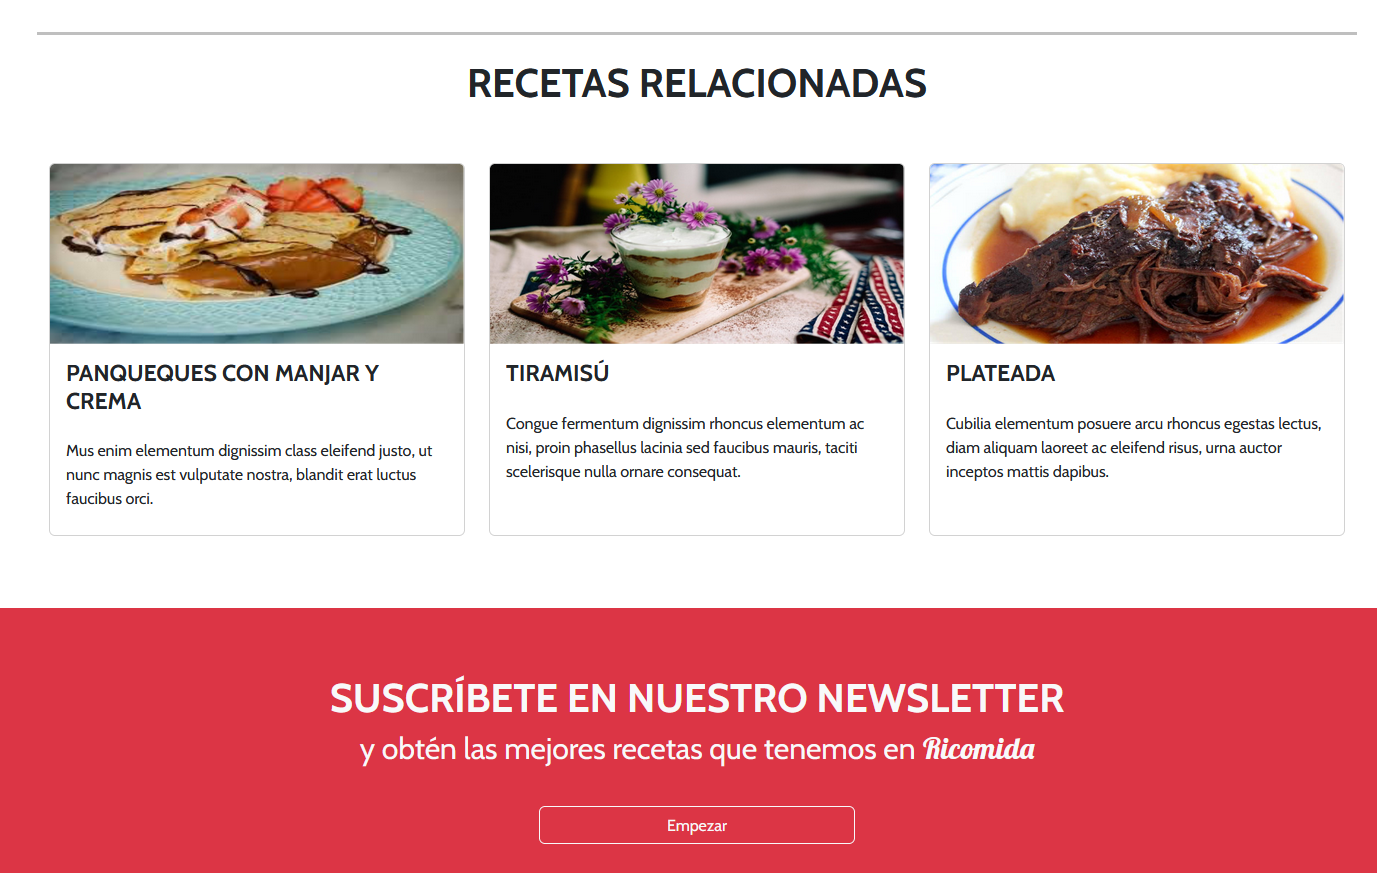 RECETAS RELACIONADAS
PANQUEQUES CON MANJAR Y
CREMA
Mus enim elementum dignissim class eleifend justo, ut
nunc magnis est vulputate nostra, blandit erat luctus
faucibus orci.
TIRAMISÚ
Congue fermentum dignissim rhoncus elementum ac
nisi, proin phasellus lacinia sed faucibus mauris, taciti
scelerisque nulla ornare consequat.
PLATEADA
Cubilia elementum posuere arcu rhoncus egestas lectus,
diam aliquam laoreet ac eleifend risus, urna auctor
inceptos mattis dapibus.
SUSCRÍBETE EN NUESTRO NEWSLETTER
y obtén las mejores recetas que tenemos en Ricomida
Empezar